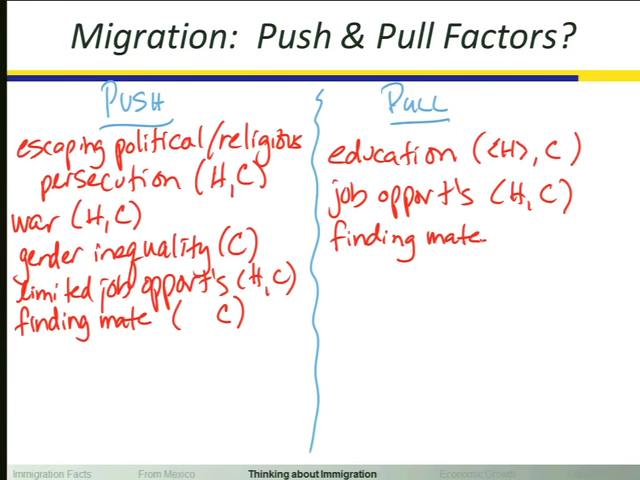 Migration: Push & Pull Factors?
PUSH
escaping political/religious
persecution (H, C)
war (H, C)
gender inequality (C)
limited job opport's (H, C)
finding mate ( C)
PULL
education (<H>, C)
job opport's (H, C)
finding mate
Immigration Facts From Mexico Thinking about Immigration Economic Growth